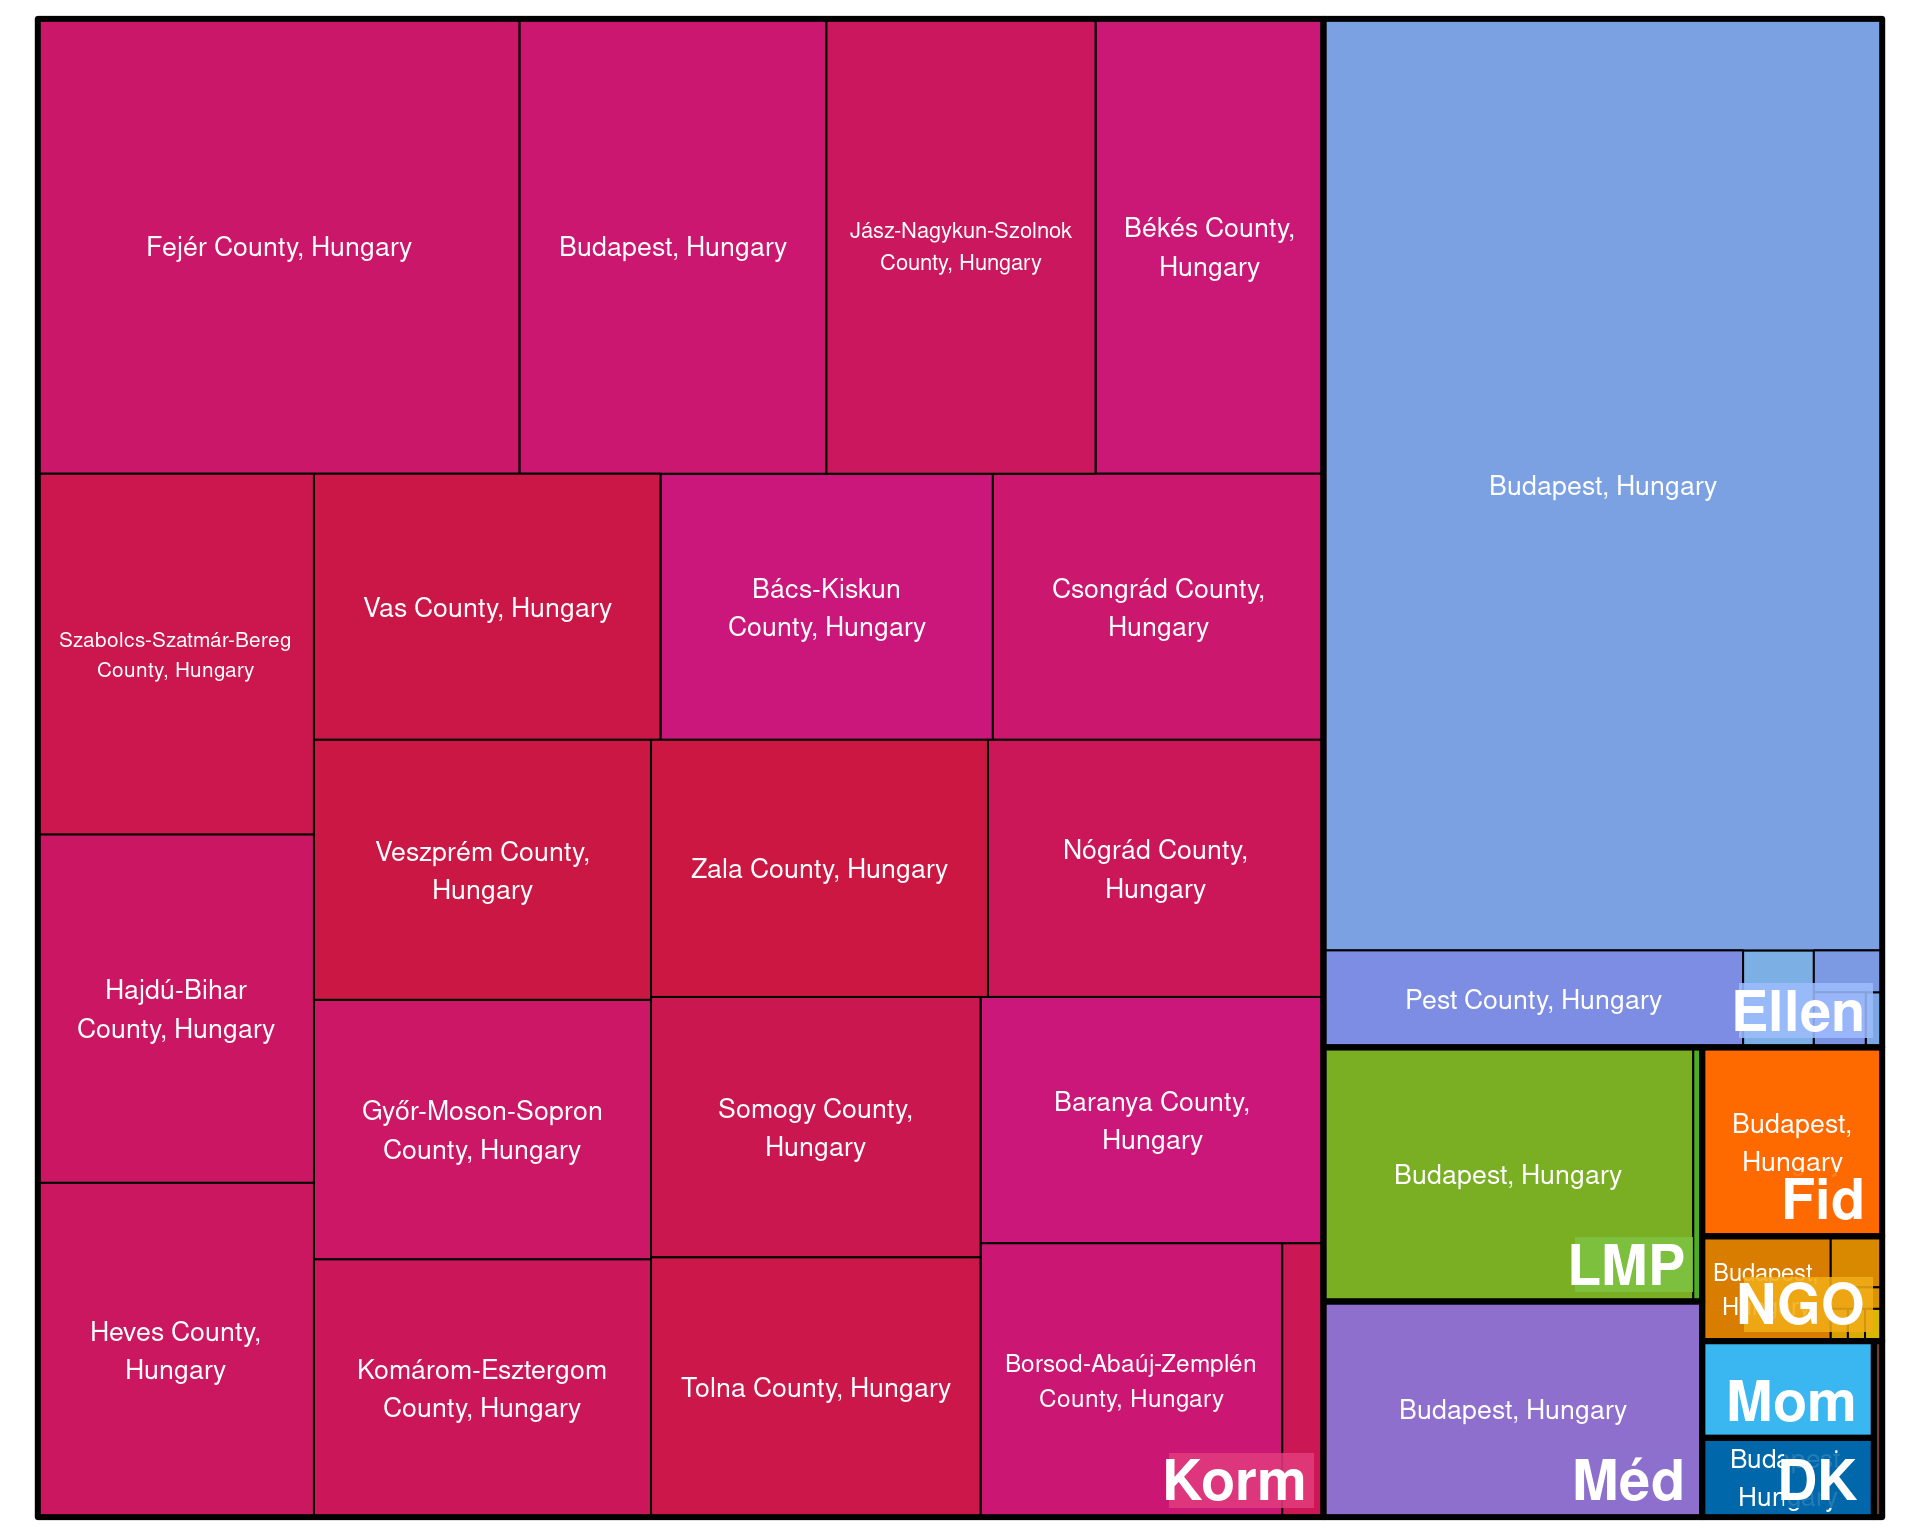 Fejér County, Hungary
Budapest, Hungary
Jász-Nagykun-Szolnok
County, Hungary
Békés County,
Hungary
Szabolcs-Szatmár-Bereg
County, Hungary
Vas County, Hungary
Bács-Kiskun
County, Hungary
Csongrád County,
Hungary
Veszprém County,
Hungary
Zala County, Hungary
Nógrád County,
Hungary
Hajdú-Bihar
County, Hungary
Győr-Moson-Sopron
County, Hungary
Somogy County,
Hungary
Baranya County,
Hungary
Heves County,
Hungary
Komárom-Esztergom
County, Hungary
Tolna County, Hungary
Borsod-Abaúj-Zemplén
County, Hungary
Korm
Budapest, Hungary
Pest County, Hungary
Ellen
Budapest, Hungary
LMP
Budapest,
Hungary
Fid
Budapest,
NGO
Budapest, Hungary
Méd
Mom
Budapest,
Hungary
DK